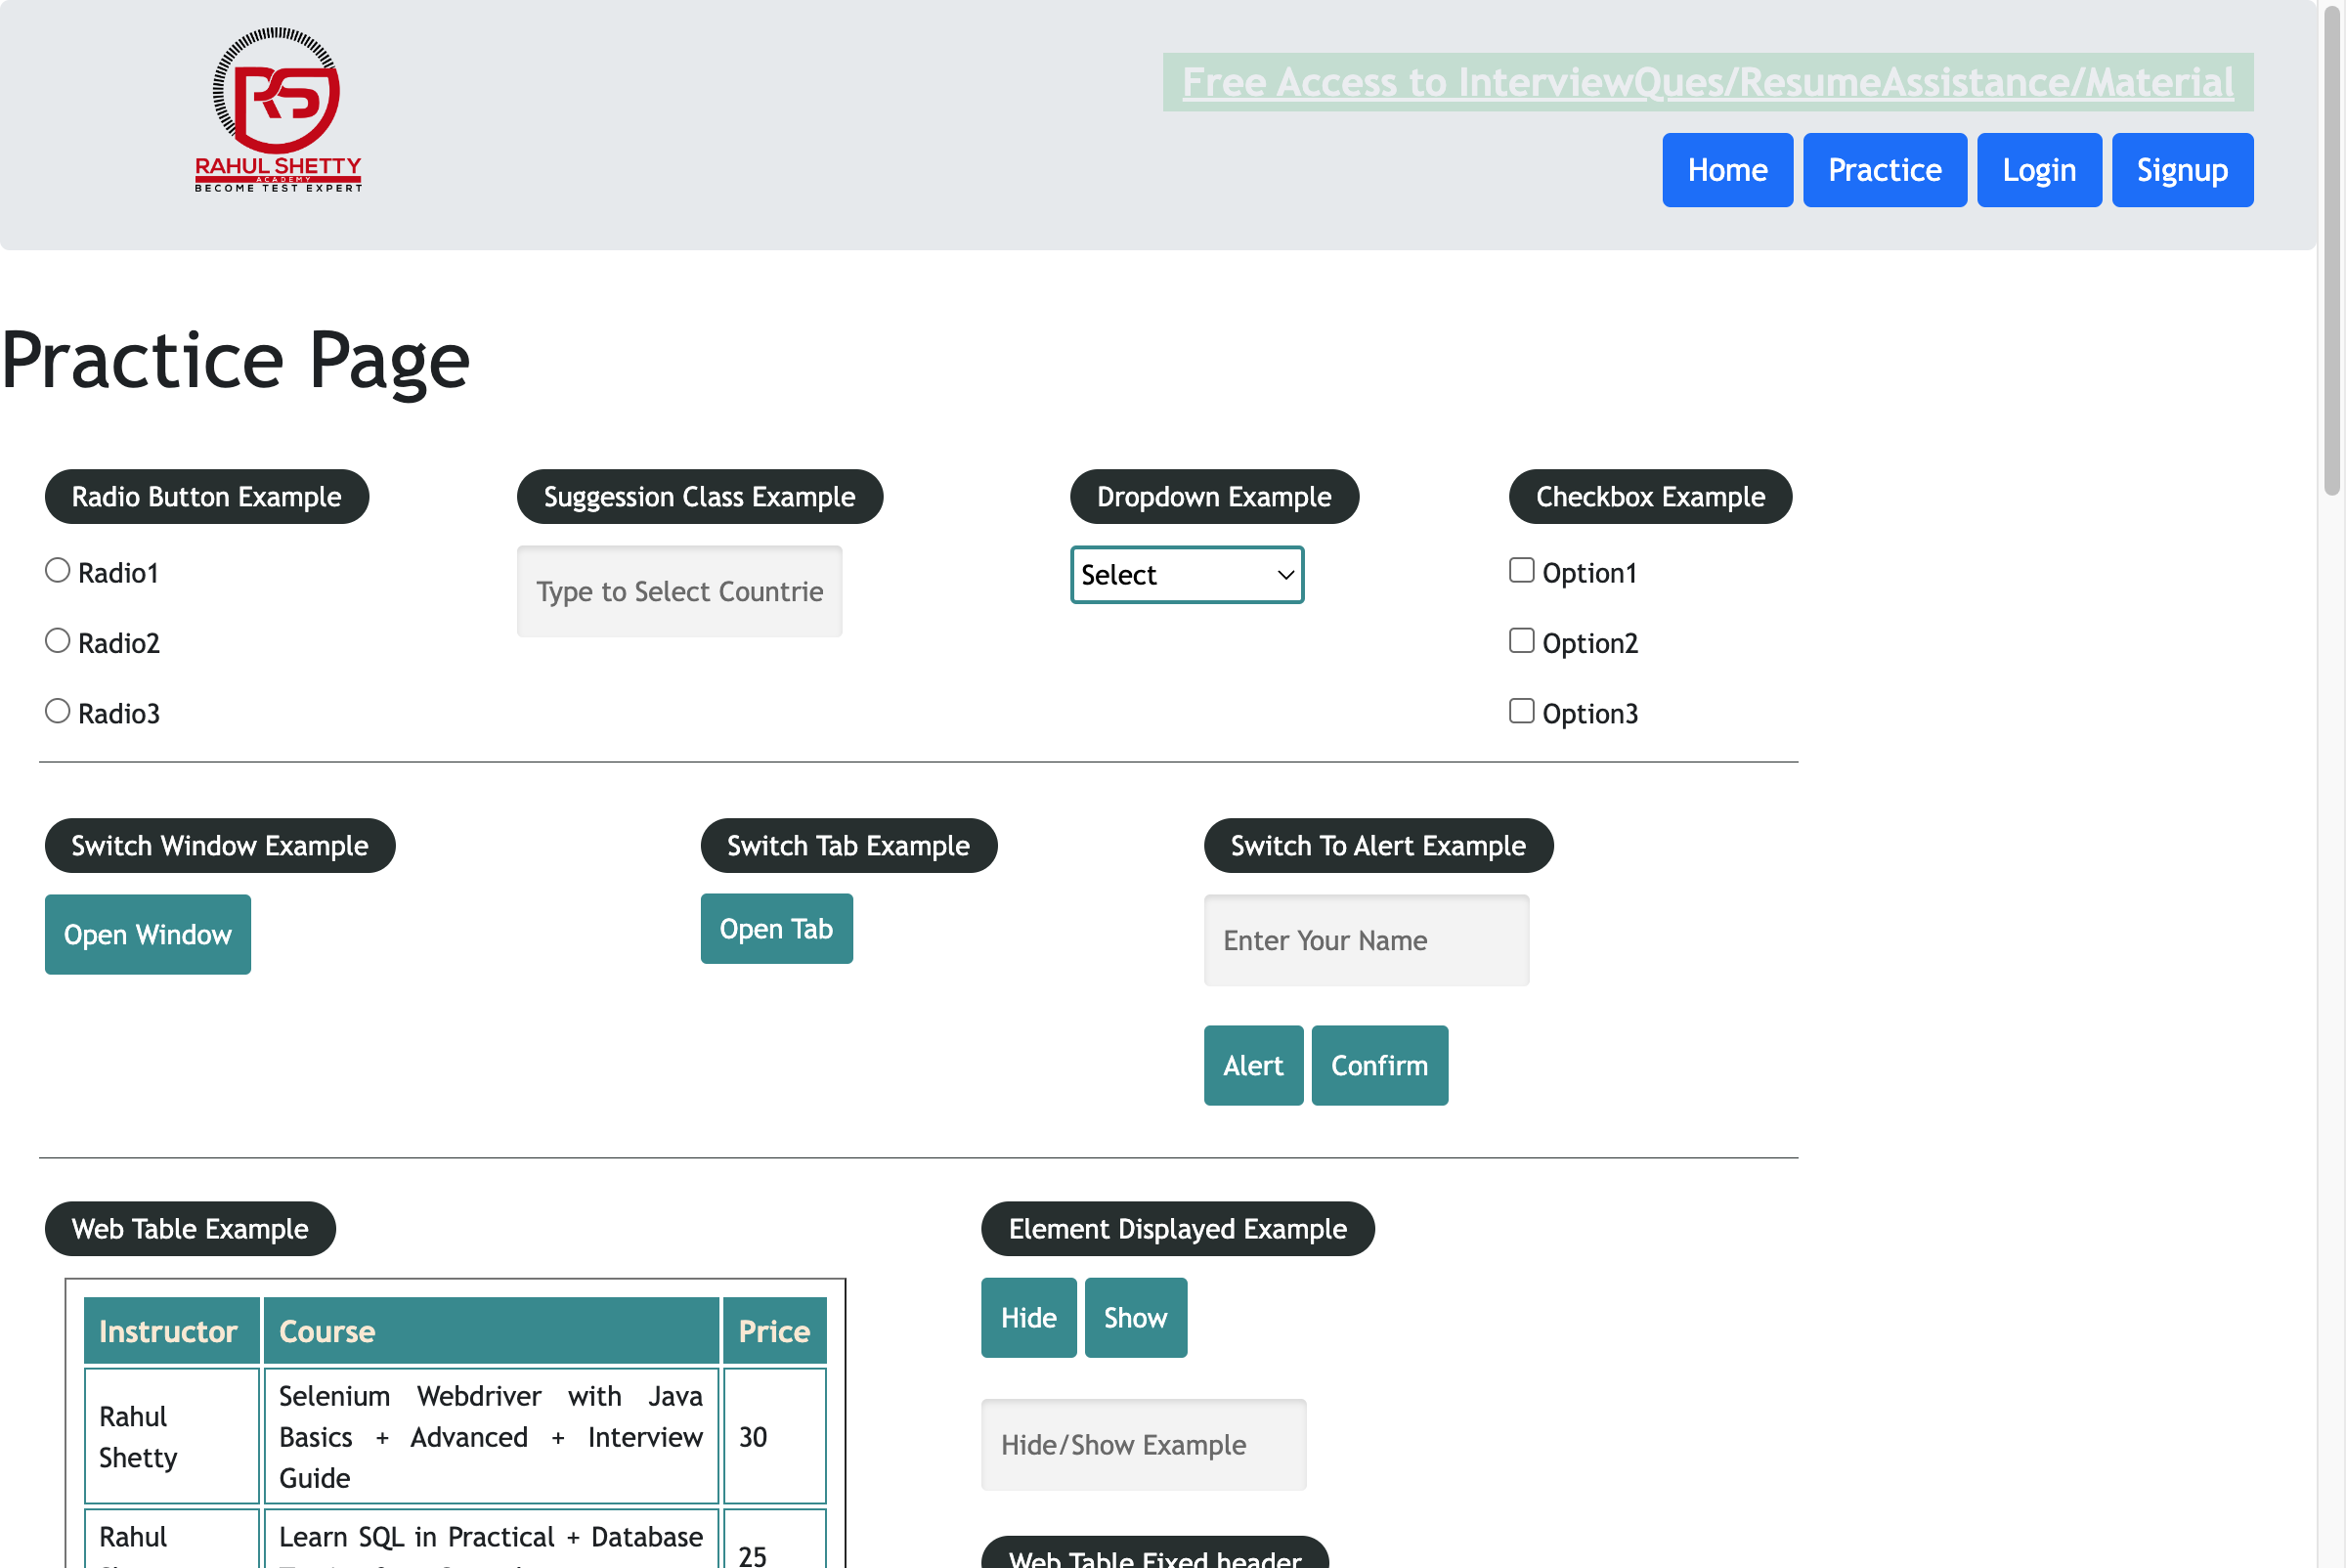 RS
RAHUL SHETTY
ACADEMY
BECOME TEST EXPERT
Free Access to InterviewQues/ResumeAssistance/Material
Home
Practice
Login
Signup
Practice Page
Radio Button Example
Radio1
Radio2
Radio3
Suggession Class Example
Type to Select Countrie
Dropdown Example
Select
Checkbox Example
Option1
Option2
Option3
Switch Window Example
Open Window
Switch Tab Example
Open Tab
Switch To Alert Example
Enter Your Name
Alert
Confirm
Web Table Example
Instructor
Course
Price
Rahul
Shetty
Selenium Webdriver with Java
Basics + Advanced + Interview
Guide
30
Rahul
Learn SQL in Practical + Database
25
Element Displayed Example
Hide
Show
Hide/Show Example
Web Table Fixed header